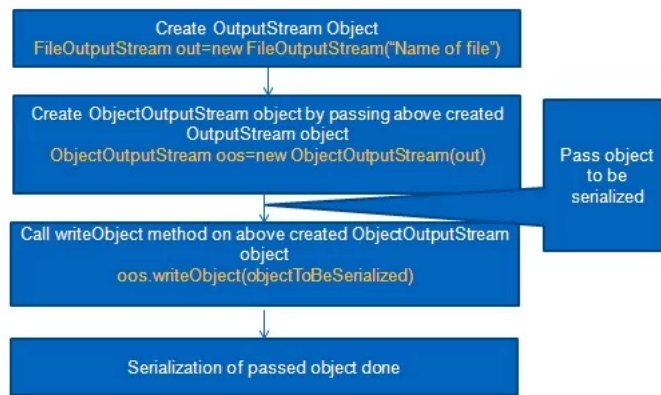 Create OutputStream Object
FileOutputStream out=new FileOutputStream(“Name of file”)
Create ObjectOutputStream object by passing above created
OutputStream object
ObjectOutputStream oos=new ObjectOutputStream(out)
Pass object
to be
serialized
Call writeObject method on above created ObjectOutputStream
object
oos.writeObject(objectToBeSerialized)
Serialization of passed object done